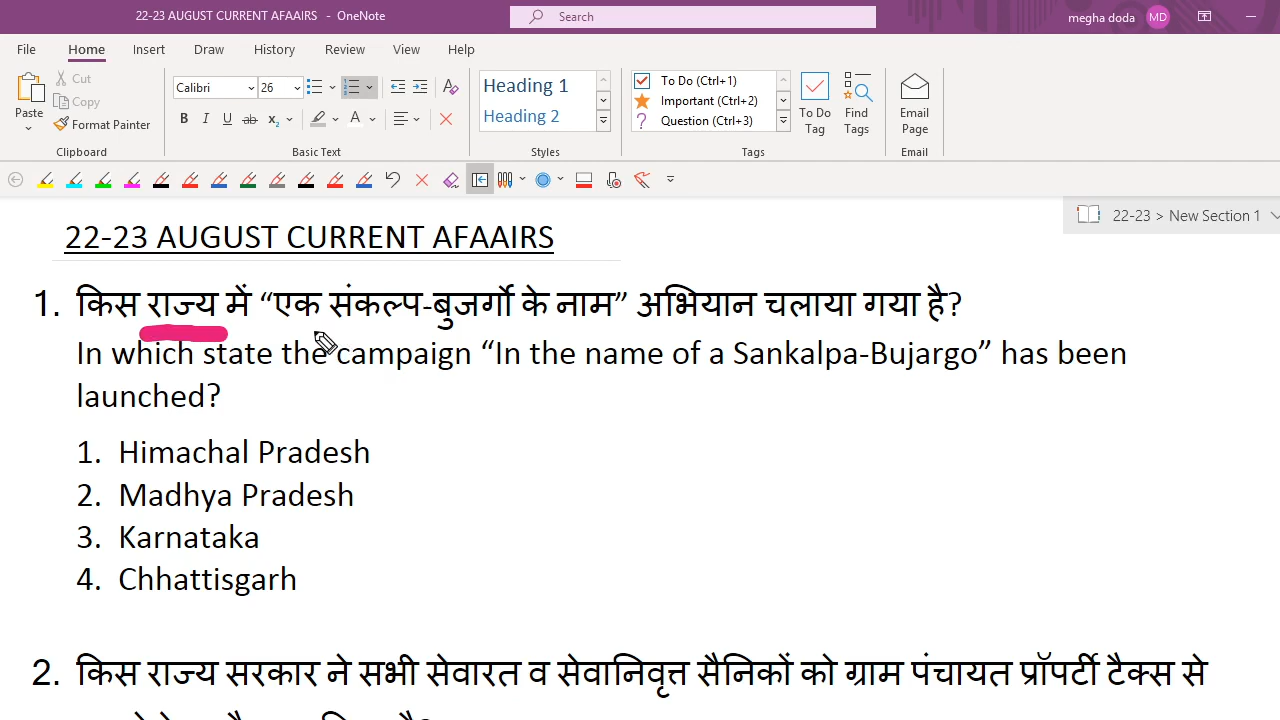 22-23 AUGUST CURRENT AFAAIRS - OneNote
Search
megha doda MD
File Home Insert Draw History Review View Help
Paste
Cut
Copy
Format Painter
Clipboard
Calibri 26
B I U ab x₂ A
Basic Text
Heading 1
Heading 2
Styles
To Do (Ctrl+1)
Important (Ctrl+2)
? Question (Ctrl+3)
Tags
To Do Tag
Find Tags
Email Page
Email
22-23 > New Section 1
22-23 AUGUST CURRENT AFAAIRS
1. किस राज्य में “एक संकल्प-बुजर्गो के नाम” अभियान चलाया गया है?
In which state the campaign “In the name of a Sankalpa-Bujargo” has been
launched?
1. Himachal Pradesh
2. Madhya Pradesh
3. Karnataka
4. Chhattisgarh
2. किस राज्य सरकार ने सभी सेवारत व सेवानिवृत्त सैनिकों को ग्राम पंचायत प्रॉपर्टी टैक्स से